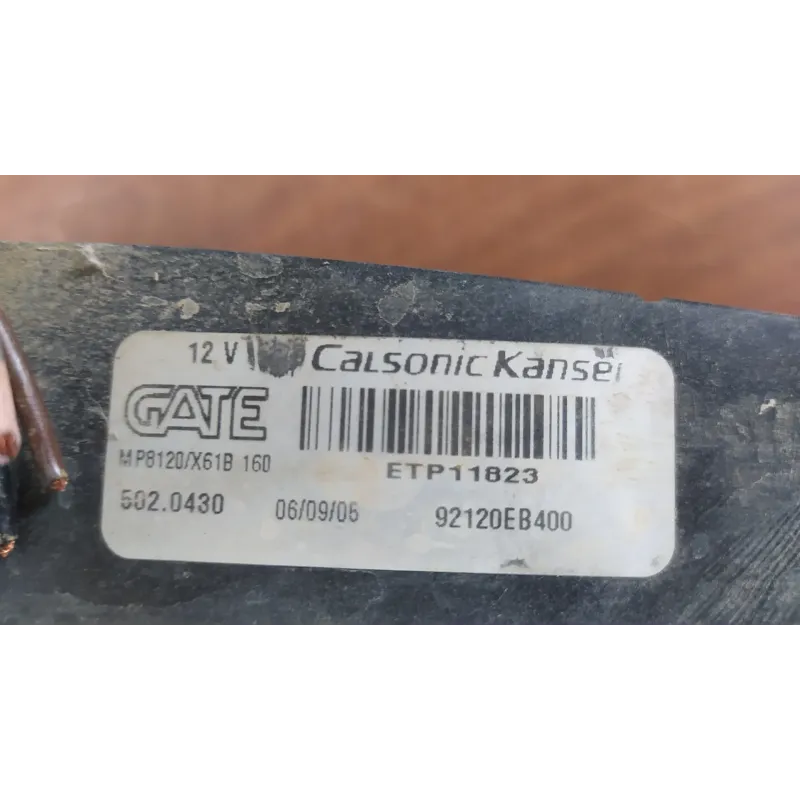 12 V CALSONIC KanseI
GATE
MP8120/X61B 160
ETP11823
502.0430 06/09/05 92120EB400